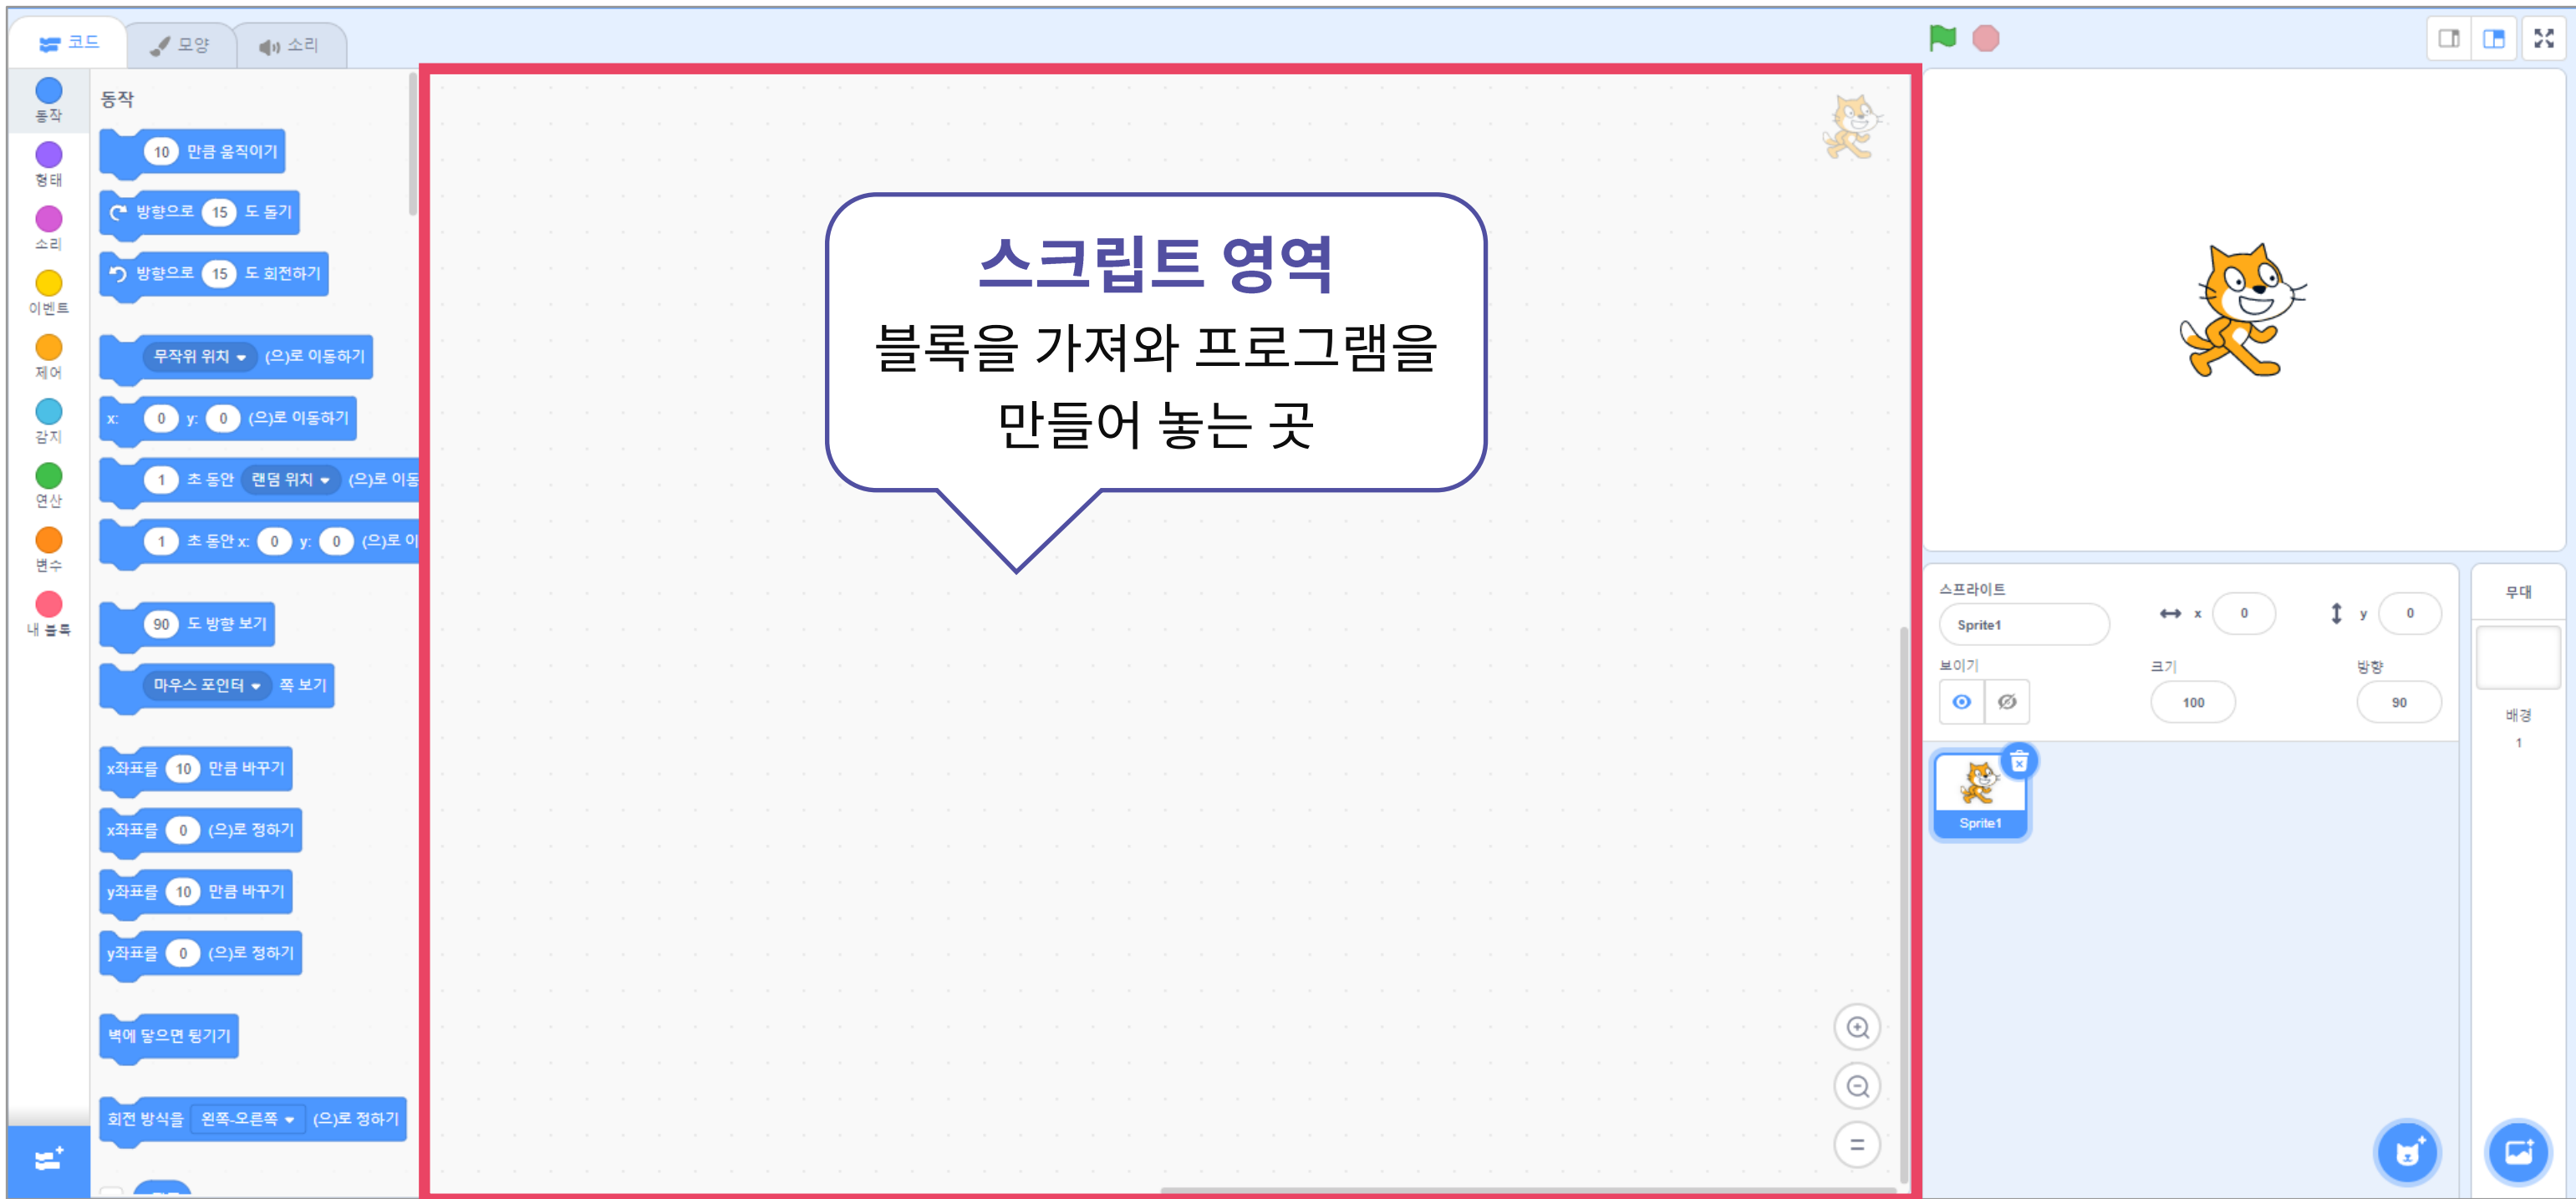 코드
모양
소리
동작
형태
소리
이벤트
제어
감지
연산
변수
내 블록
동작
10 만큼 움직이기
방향으로 15 도 돌기
방향으로 15 도 회전하기
무작위 위치 (으)로 이동하기
x: 0 y: 0 (으)로 이동하기
1 초 동안 랜덤 위치 (으)로 이동
1 초 동안 x: 0 y: 0 (으)로 이
90 도 방향 보기
마우스 포인터 쪽 보기
x좌표를 10 만큼 바꾸기
x좌표를 0 (으)로 정하기
y좌표를 10 만큼 바꾸기
y좌표를 0 (으)로 정하기
벽에 닿으면 튕기기
회전 방식을 왼쪽-오른쪽 (으)로 정하기
스크립트 영역
블록을 가져와 프로그램을
만들어 놓는 곳
스프라이트
Sprite1
x 0
y 0
보이기
크기
100
방향
90
Sprite1
무대
배경
1